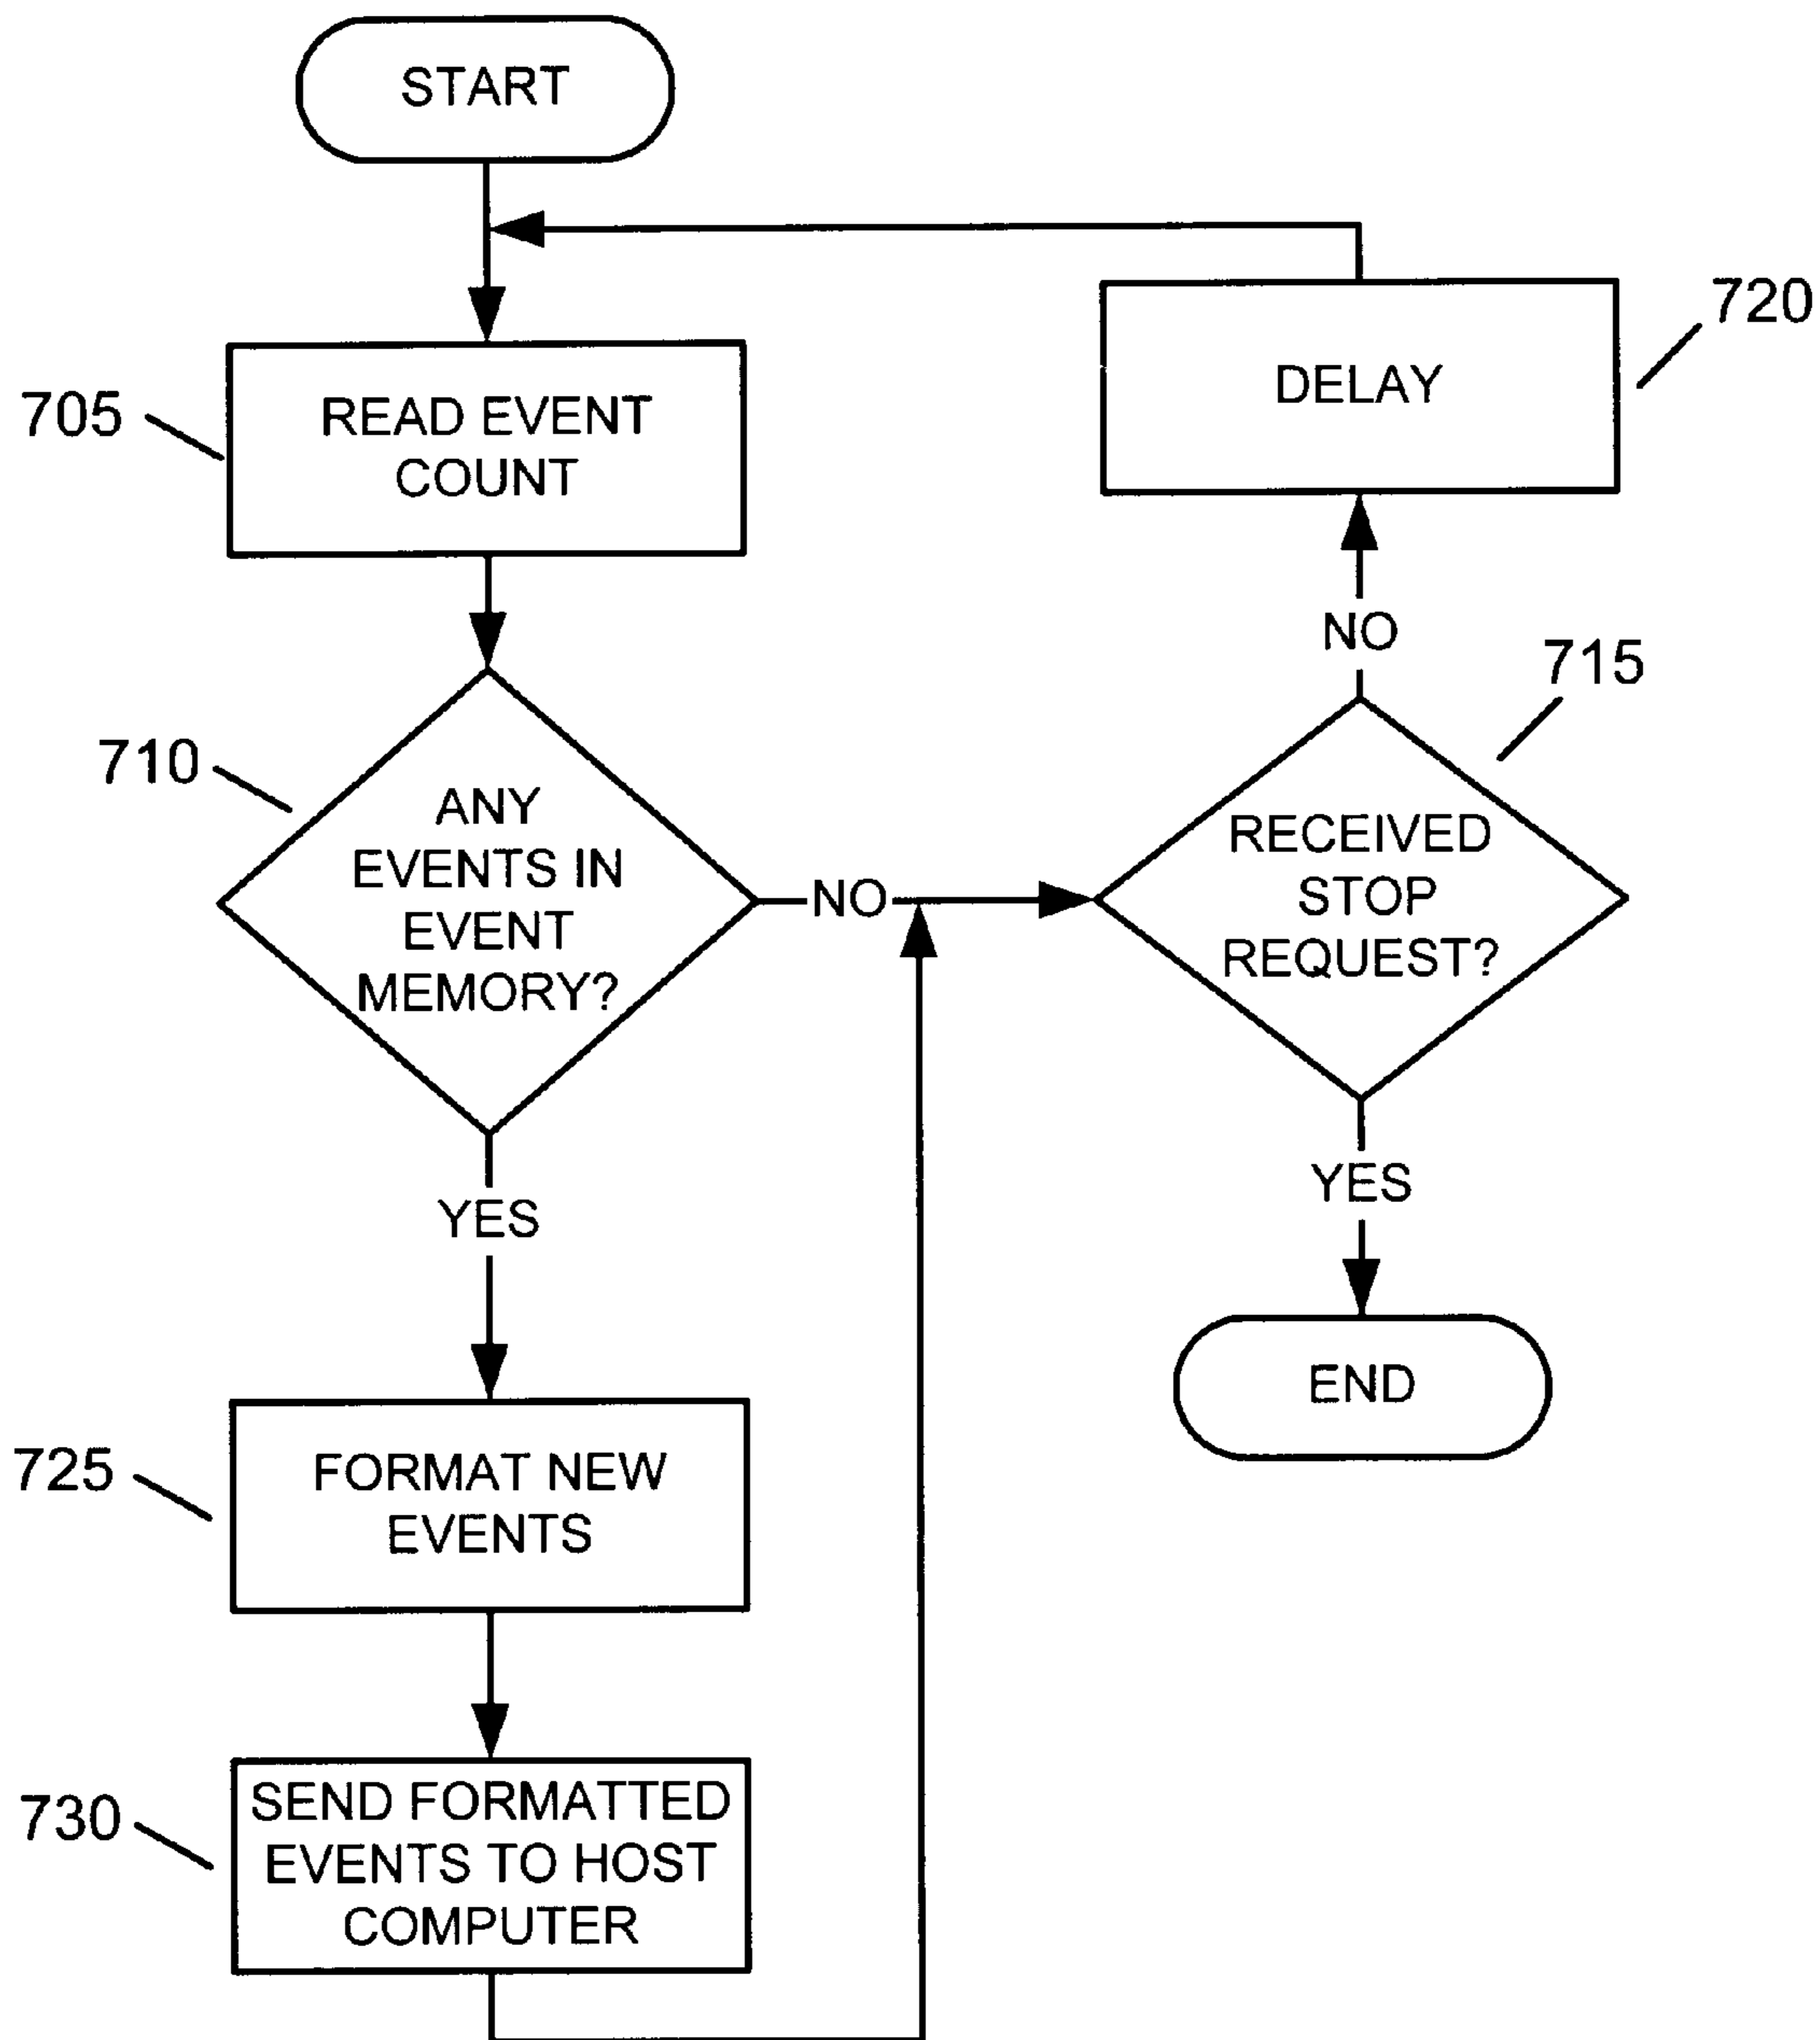 START
705
READ EVENT
COUNT
720
DELAY
NO
715
710
ANY
EVENTS IN
EVENT
MEMORY?
NO
RECEIVED
STOP
REQUEST?
YES
YES
END
725
FORMAT NEW
EVENTS
730
SEND FORMATTED
EVENTS TO HOST
COMPUTER